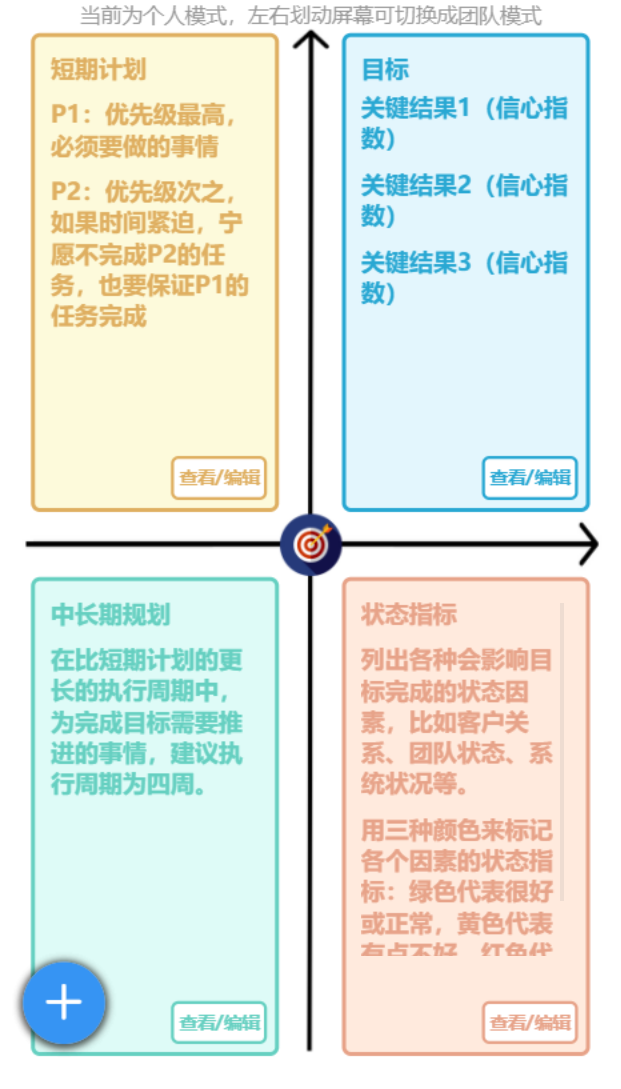 当前为个人模式，左右划动屏幕可切换成团队模式
短期计划
P1：优先级最高，
必须要做的事情
P2：优先级次之，
如果时间紧迫，宁
愿不完成P2的任
务，也要保证P1的
任务完成
查看/编辑
目标
关键结果1（信心指
数）
关键结果2（信心指
数）
关键结果3（信心指
数）
查看/编辑
中长期规划
在比短期计划的更
长的执行周期中，
为完成目标需要推
进的事情，建议执
行周期为四周。
查看/编辑
状态指标
列出各种会影响目
标完成的状态因
素，比如客户关
系、团队状态、系
统状况等。
用三种颜色来标记
各个因素的状态指
标：绿色代表很好
或正常，黄色代表
有点不好，红色代
查看/编辑